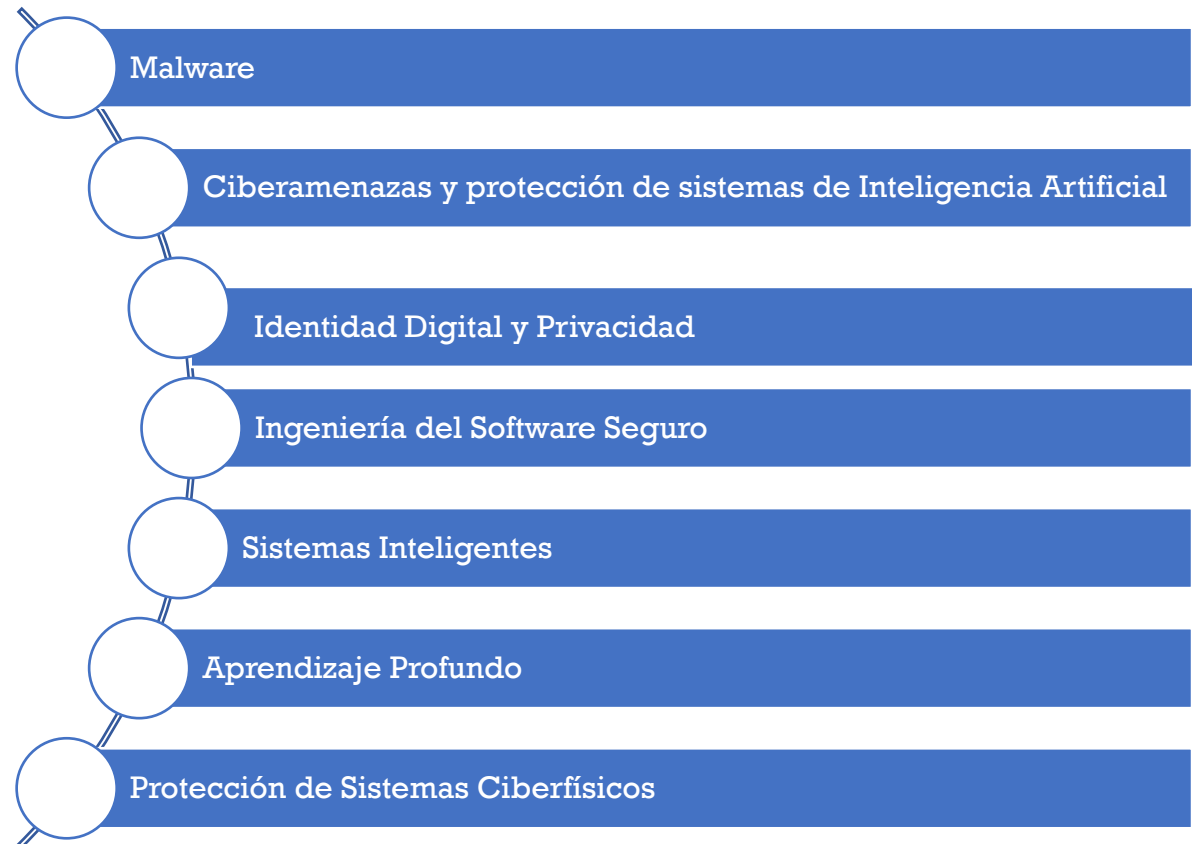 Malware
Ciberamenazas y protección de sistemas de Inteligencia Artificial
Identidad Digital y Privacidad
Ingeniería del Software Seguro
Sistemas Inteligentes
Aprendizaje Profundo
Protección de Sistemas Ciberfísicos